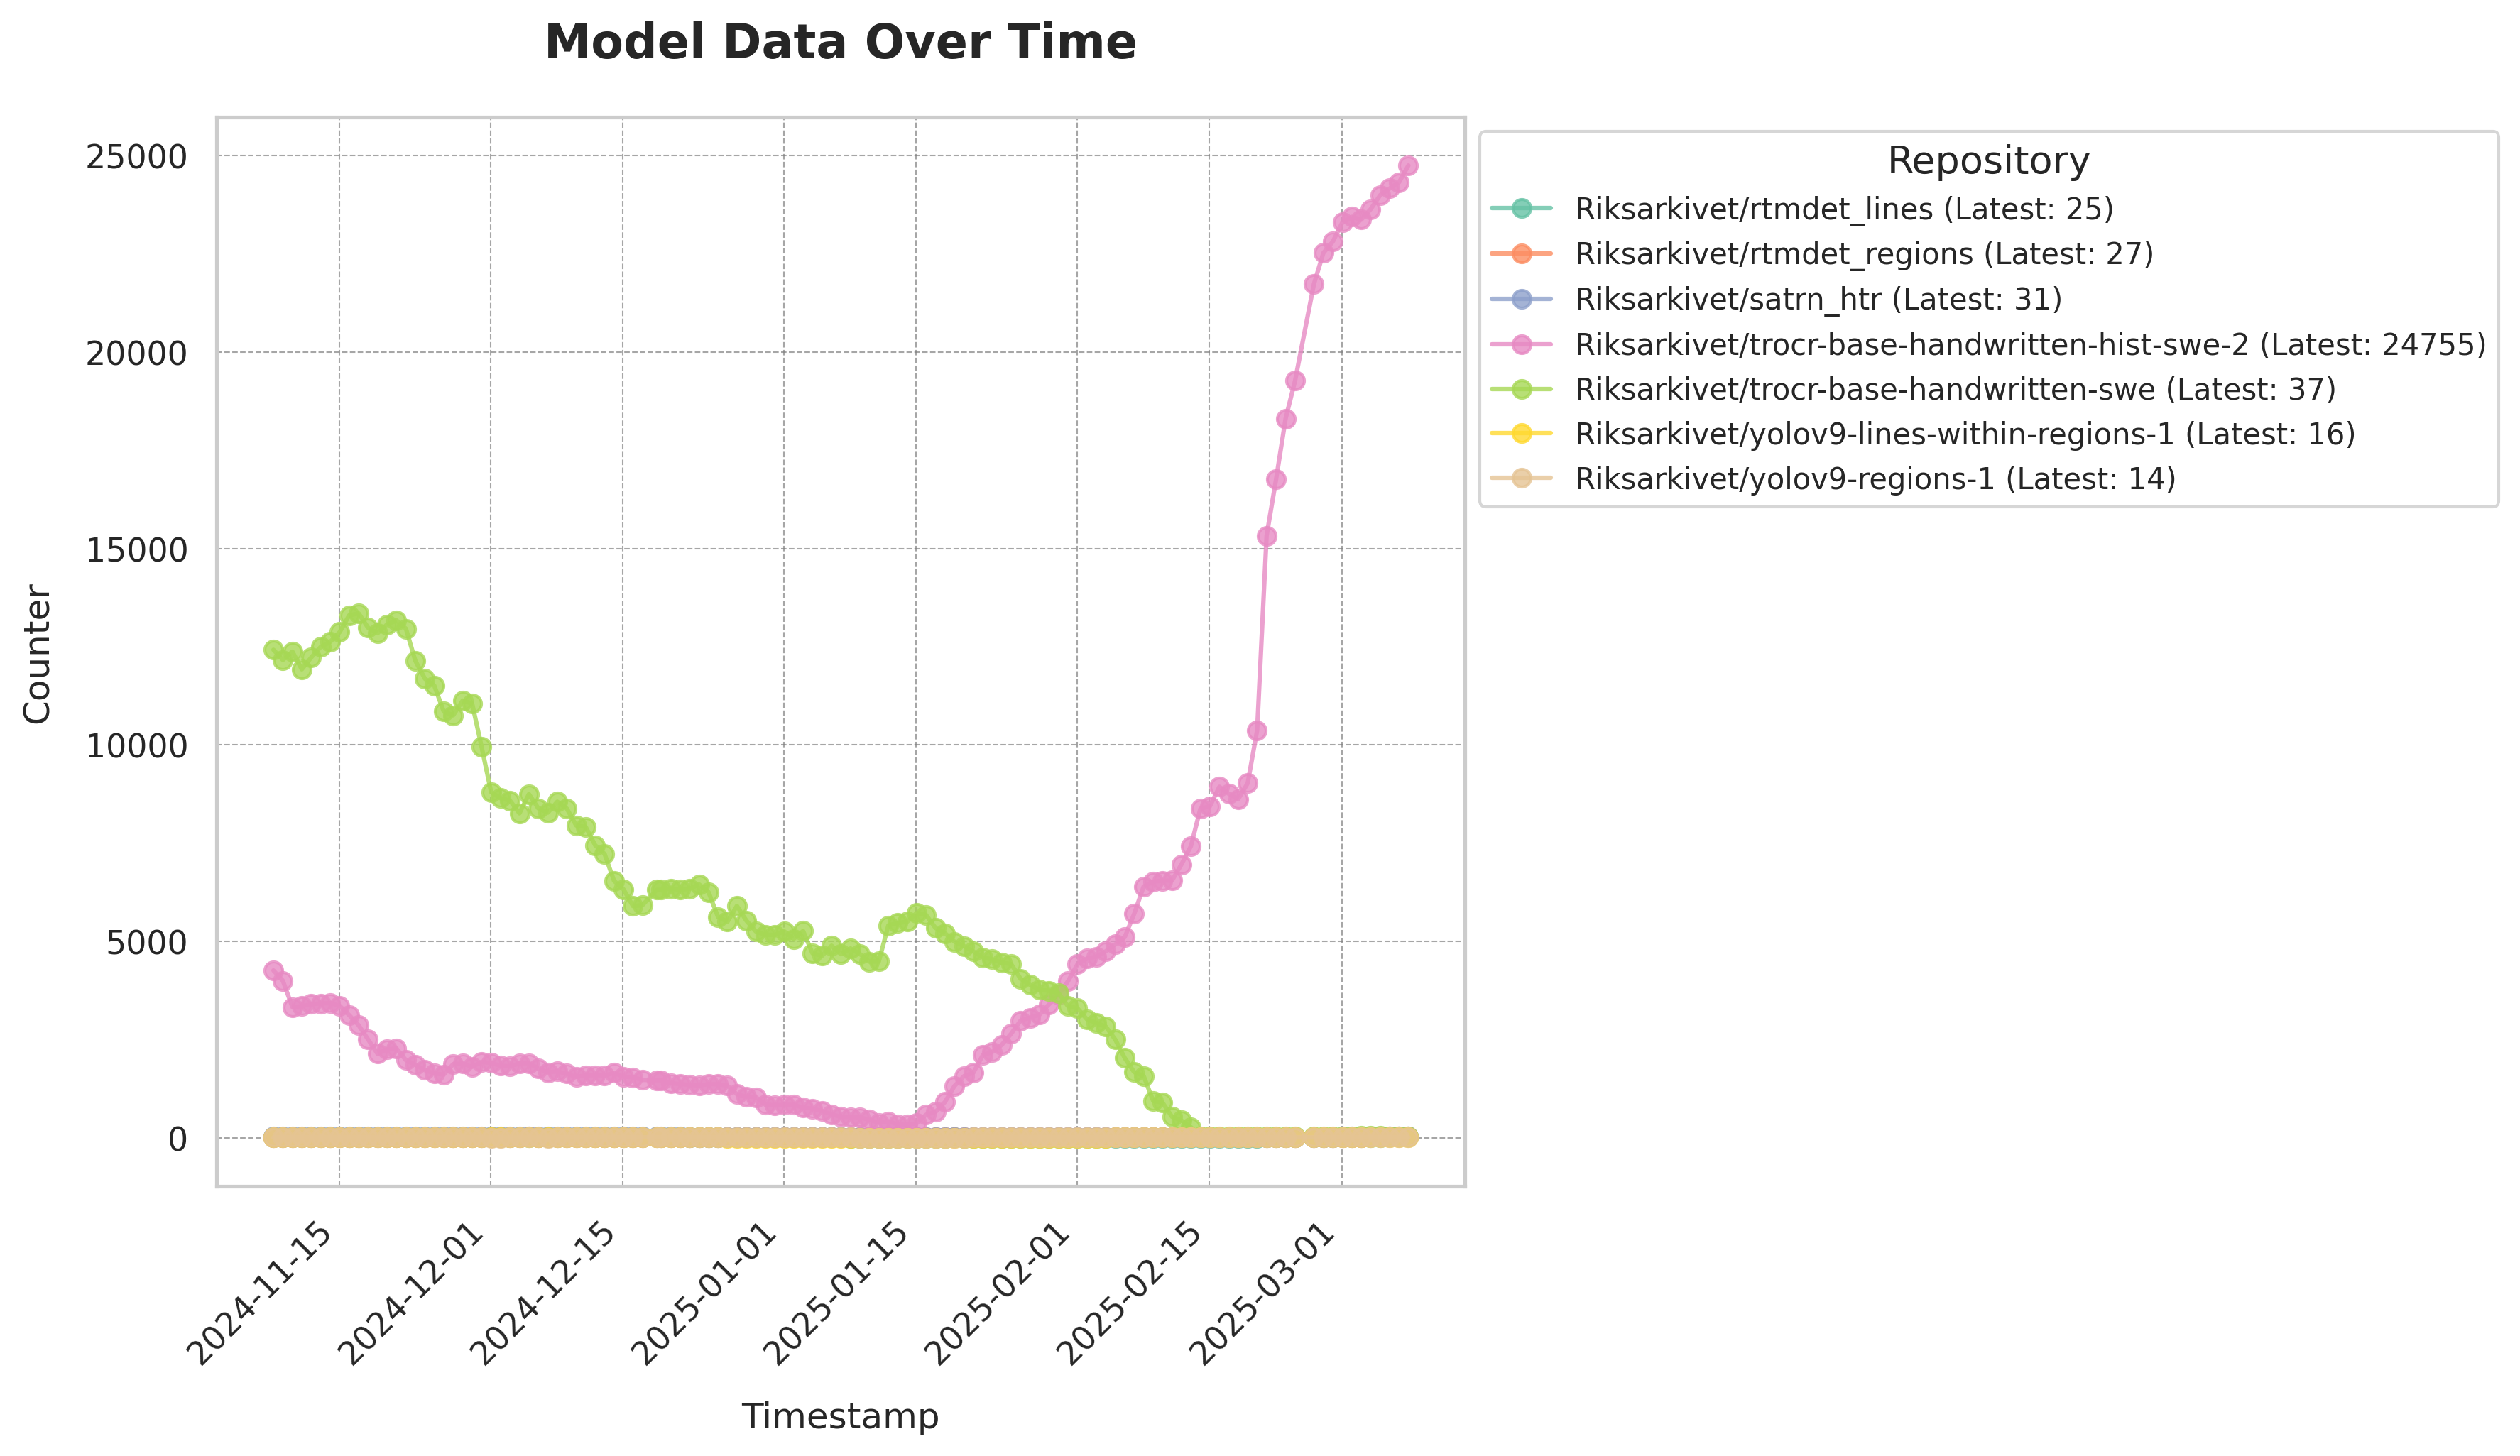 Model Data Over Time
25000
20000
15000
10000
5000
0
Counter
2024-11-15
2024-12-01
2024-12-15
2025-01-01
2025-01-15
2025-02-01
2025-02-15
2025-03-01
Timestamp
Repository
Riksarkivet/rtmdet_lines (Latest: 25)
Riksarkivet/rtmdet_regions (Latest: 27)
Riksarkivet/satrn_htr (Latest: 31)
Riksarkivet/trocr-base-handwritten-hist-swe-2 (Latest: 24755)
Riksarkivet/trocr-base-handwritten-swe (Latest: 37)
Riksarkivet/yolov9-lines-within-regions-1 (Latest: 16)
Riksarkivet/yolov9-regions-1 (Latest: 14)